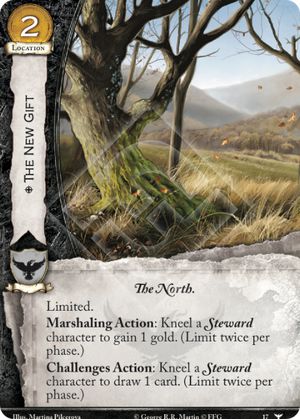 2
Location
The New Gift
The North.
Limited.
Marshaling Action: Kneel a Steward
character to gain 1 gold. (Limit twice per
phase.)
Challenges Action: Kneel a Steward
character to draw 1 card. (Limit twice per
phase.)
Illus. Martina Pilcerova
© George R.R. Martin © FFG
17